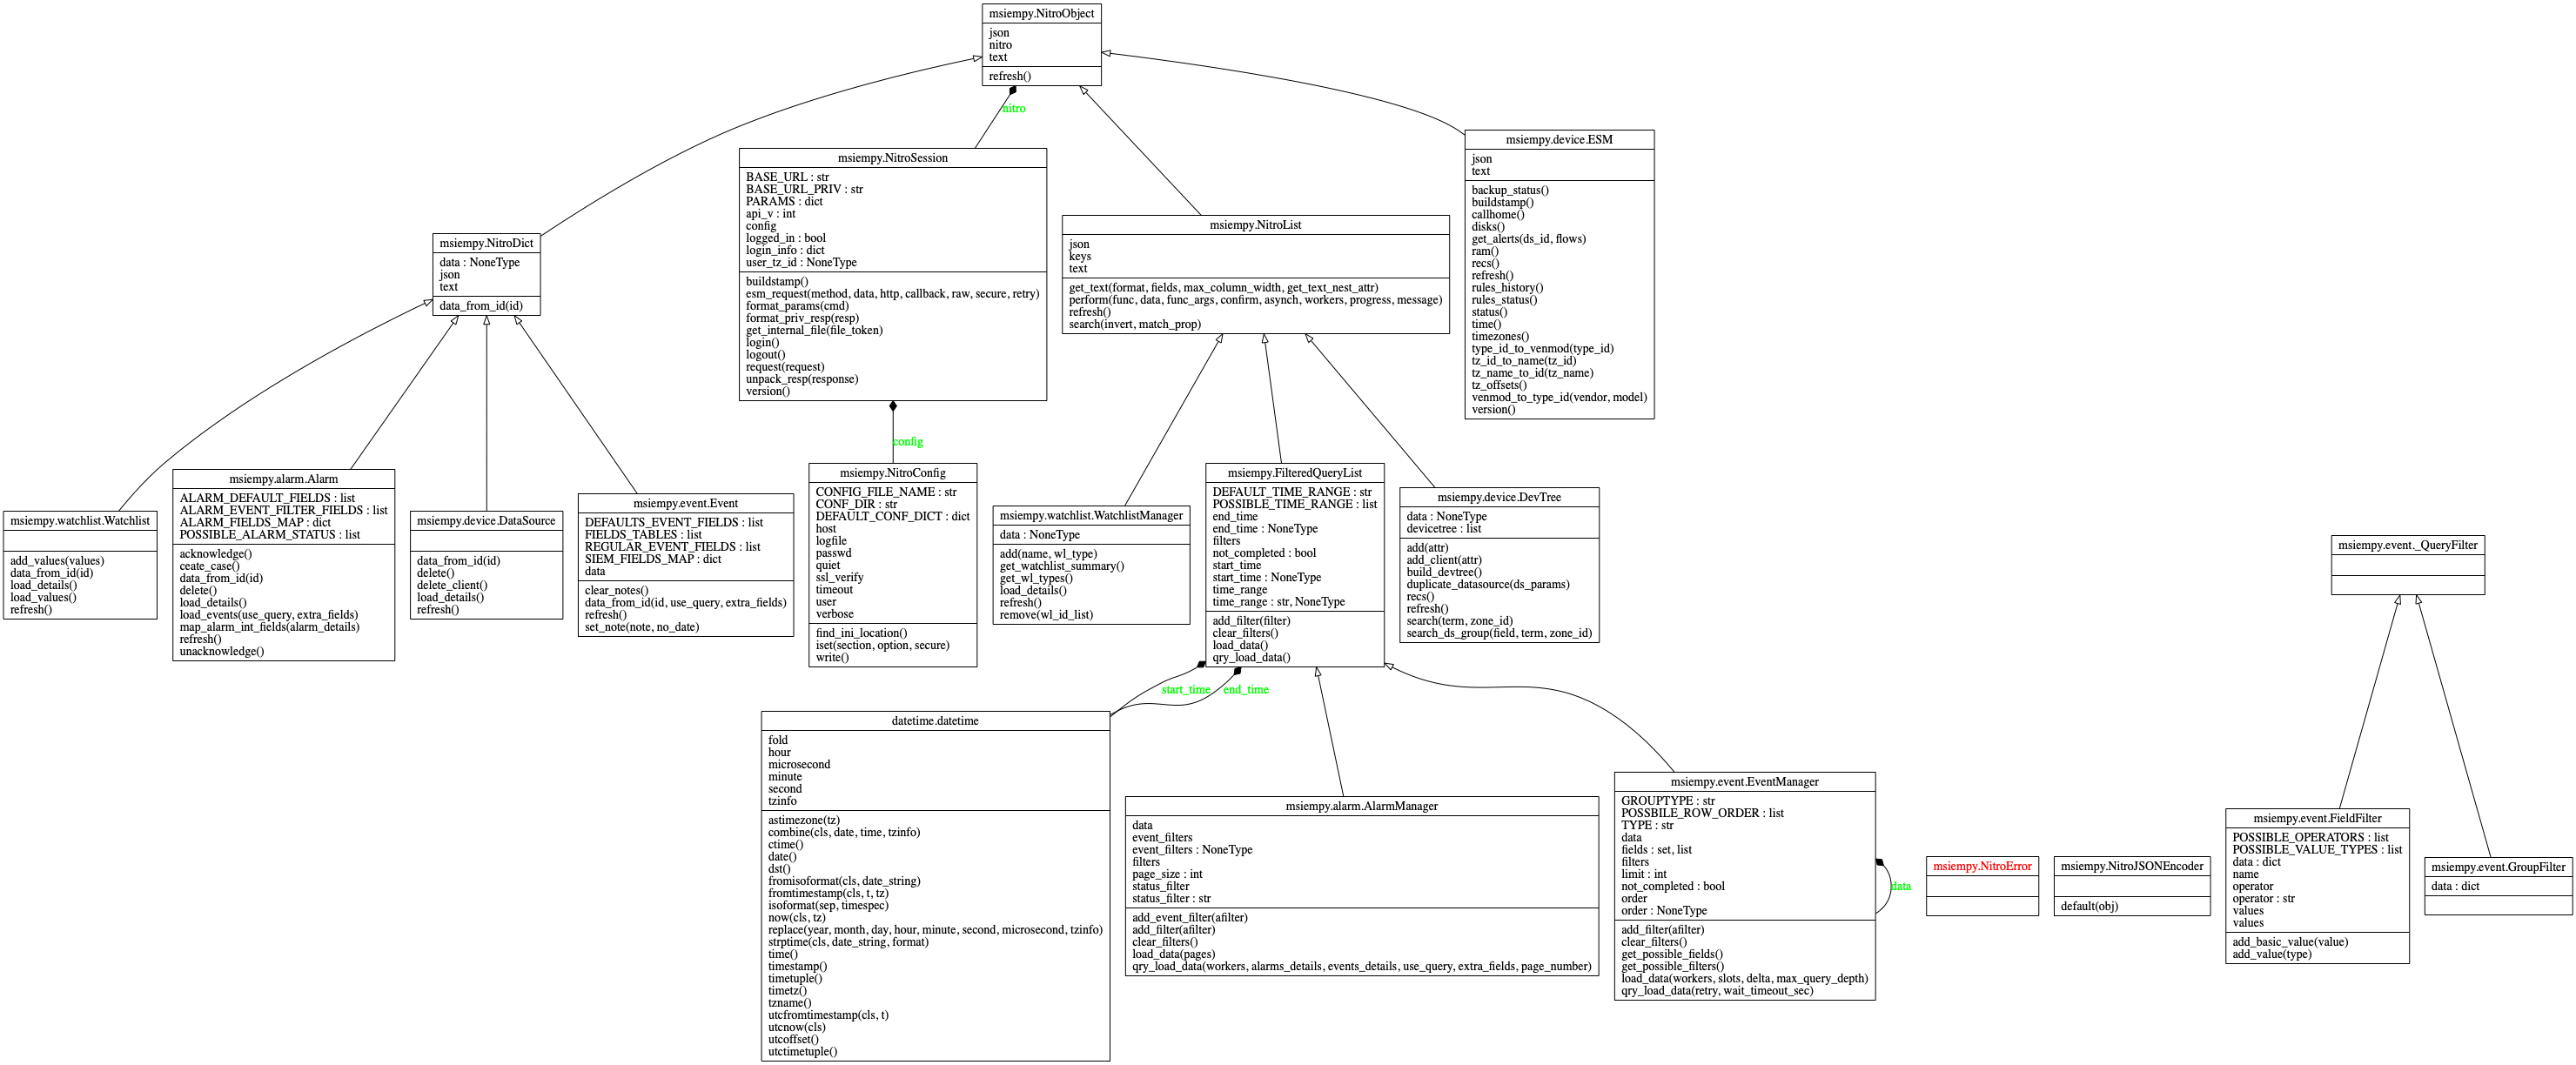 msiempy.NitroObject
json
nitro
text
refresh()
nitro
msiempy.device.ESM
json
text
backup_status()
buildstamp()
callhome()
disks()
get_alerts(ds_id, flows)
ram()
recs()
refresh()
rules_history()
rules_status()
status()
time()
timezones()
type_id_to_venmod(type_id)
tz_id_to_name(tz_id)
tz_name_to_id(tz_name)
tz_offsets()
venmod_to_type_id(vendor, model)
version()
msiempy.NitroSession
BASE_URL : str
BASE_URL_PRIV : str
PARAMS : dict
api_v : int
config
logged_in : bool
login_info : dict
user_tz_id : NoneType
buildstamp()
esm_request(method, data, http, callback, raw, secure, retry)
format_params(cmd)
format_priv_resp(resp)
get_internal_file(file_token)
login()
logout()
request(request)
unpack_resp(response)
version()
msiempy.NitroList
json
keys
text
get_text(format, fields, max_column_width, get_text_nest_attr)
perform(func, data, func_args, confirm, asynch, workers, progress, message)
refresh()
search(invert, match_prop)
msiempy.NitroDict
data : NoneType
json
text
data_from_id(id)
config
msiempy.watchlist.Watchlist
add_values(values)
data_from_id(id)
load_details()
load_values()
refresh()
msiempy.alarm.Alarm
ALARM_DEFAULT_FIELDS : list
ALARM_EVENT_FILTER_FIELDS : list
ALARM_FIELDS_MAP : dict
POSSIBLE_ALARM_STATUS : list
acknowledge()
ceate_case()
data_from_id(id)
delete()
load_details()
load_events(use_query, extra_fields)
map_alarm_int_fields(alarm_details)
refresh()
unacknowledge()
msiempy.device.DataSource
data_from_id(id)
delete()
delete_client()
load_details()
refresh()
msiempy.event.Event
DEFAULTS_EVENT_FIELDS : list
FIELDS_TABLES : list
REGULAR_EVENT_FIELDS : list
SIEM_FIELDS_MAP : dict
data
clear_notes()
data_from_id(id, use_query, extra_fields)
refresh()
set_note(note, no_date)
msiempy.NitroConfig
CONFIG_FILE_NAME : str
CONF_DIR : str
DEFAULT_CONF_DICT : dict
host
logfile
passwd
quiet
ssl_verify
timeout
user
verbose
find_ini_location()
iset(section, option, secure)
write()
msiempy.watchlist.WatchlistManager
data : NoneType
add(name, wl_type)
get_watchlist_summary()
get_wl_types()
load_details()
refresh()
remove(wl_id_list)
msiempy.FilteredQueryList
DEFAULT_TIME_RANGE : str
POSSIBLE_TIME_RANGE : list
end_time
end_time : NoneType
filters
not_completed : bool
start_time
start_time : NoneType
time_range
time_range : str, NoneType
add_filter(filter)
clear_filters()
load_data()
qry_load_data()
msiempy.device.DevTree
data : NoneType
devicetree : list
add(attr)
add_client(attr)
build_devtree()
duplicate_datasource(ds_params)
recs()
refresh()
search(term, zone_id)
search_ds_group(field, term, zone_id)
msiempy.event._QueryFilter
start_time
end_time
datetime.datetime
fold
hour
microsecond
minute
second
tzinfo
astimezone(tz)
combine(cls, date, time, tzinfo)
ctime()
date()
dst()
fromisoformat(cls, date_string)
fromtimestamp(cls, t, tz)
isoformat(sep, timespec)
now(cls, tz)
replace(year, month, day, hour, minute, second, microsecond, tzinfo)
strptime(cls, date_string, format)
time()
timestamp()
timetuple()
timetz()
tzname()
utcfromtimestamp(cls, t)
utcnow(cls)
utcoffset()
utctimetuple()
msiempy.alarm.AlarmManager
data
event_filters
event_filters : NoneType
filters
page_size : int
status_filter
status_filter : str
add_event_filter(afilter)
add_filter(afilter)
clear_filters()
load_data(pages)
qry_load_data(workers, alarms_details, events_details, use_query, extra_fields, page_number)
msiempy.event.EventManager
GROUPTYPE : str
POSSBILE_ROW_ORDER : list
TYPE : str
data
fields : set, list
filters
limit : int
not_completed : bool
order
order : NoneType
add_filter(afilter)
clear_filters()
get_possible_fields()
get_possible_filters()
load_data(workers, slots, delta, max_query_depth)
qry_load_data(retry, wait_timeout_sec)
data
msiempy.NitroError
msiempy.NitroJSONEncoder
default(obj)
msiempy.event.FieldFilter
POSSIBLE_OPERATORS : list
POSSIBLE_VALUE_TYPES : list
data : dict
name
operator
operator : str
values
values
add_basic_value(value)
add_value(type)
msiempy.event.GroupFilter
data : dict